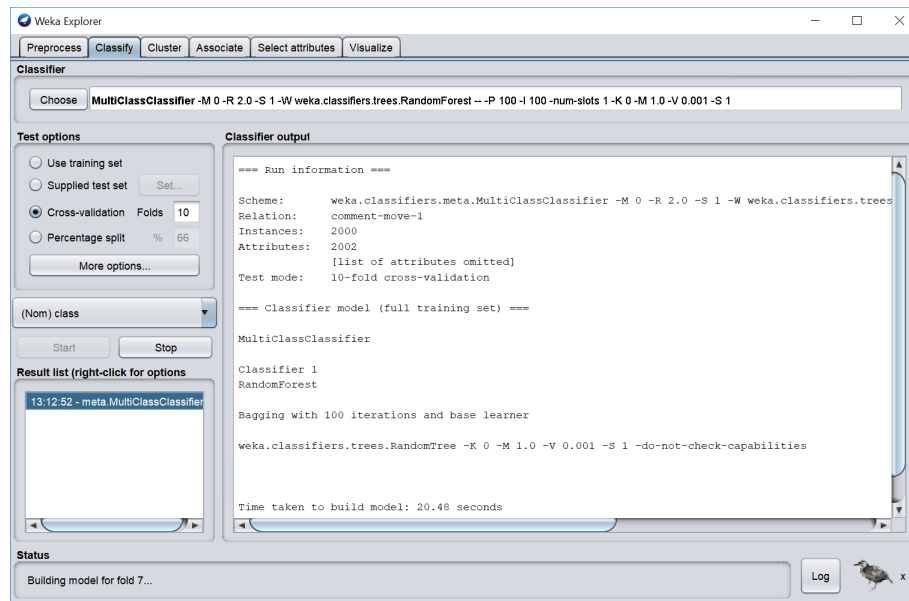 Weka Explorer
Preprocess Classify Cluster Associate Select attributes Visualize
Classifier
Choose MultiClassClassifier -M 0 -R 2.0 -S 1 -W weka.classifiers.trees.RandomForest -- -P 100 -I 100 -num-slots 1 -K 0 -M 1.0 -V 0.001 -S 1
Test options
Use training set
Supplied test set Set...
Cross-validation Folds 10
Percentage split % 66
More options...
(Nom) class
Start Stop
Result list (right-click for options
13:12:52 - meta.MultiClassClassifier
Classifier output
=== Run information ===
Scheme: weka.classifiers.meta.MultiClassClassifier -M 0 -R 2.0 -S 1 -W weka.classifiers.trees
Relation: comment-move-1
Instances: 2000
Attributes: 2002
[list of attributes omitted]
Test mode: 10-fold cross-validation
=== Classifier model (full training set) ===
MultiClassClassifier
Classifier 1
RandomForest
Bagging with 100 iterations and base learner
weka.classifiers.trees.RandomTree -K 0 -M 1.0 -V 0.001 -S 1 -do-not-check-capabilities
Time taken to build model: 20.48 seconds
Status
Building model for fold 7...
Log
x